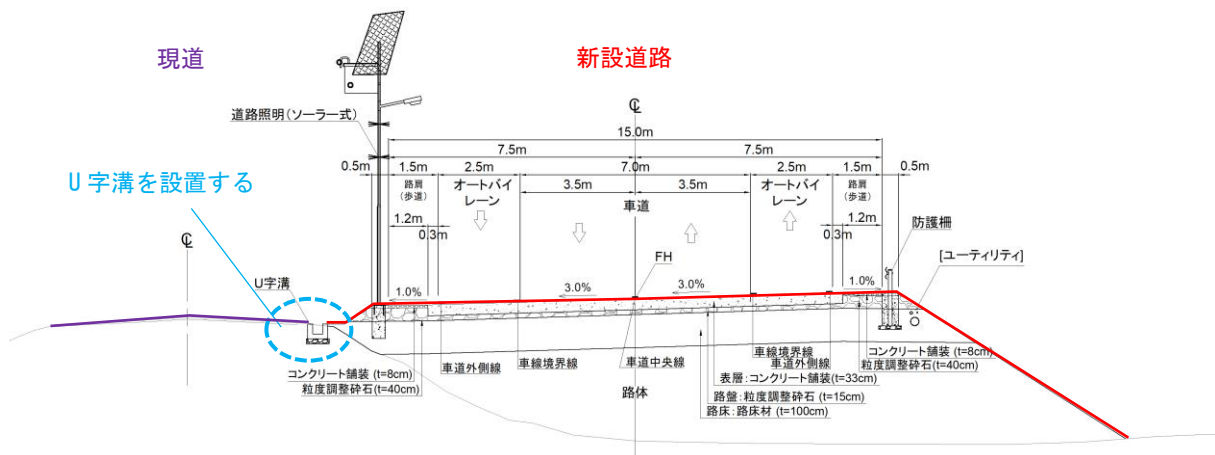 現道
新設道路
道路照明(ソーラー式)
U字溝を設置する
℄
15.0m
7.5m
7.5m
0.5m
1.5m
2.5m
7.0m
2.5m
1.5m
0.5m
路肩
(歩道)
オートバイ
レーン
3.5m
3.5m
オートバイ
レーン
路肩
(歩道)
車道
1.2m
0.3m
1.2m
0.3m
防護柵
℄
FH
[ユーティリティ]
U字溝
1.0%
3.0%
3.0%
1.0%
コンクリート舗装 (t=8cm)
粒度調整砕石(t=40cm)
車道外側線
車線境界線
車道中央線
車線境界線
車道外側線
コンクリート舗装 (t=8cm)
粒度調整砕石(t=40cm)
表層:コンクリート舗装(t=33cm)
路盤:粒度調整砕石 (t=15cm)
路床:路床材 (t=100cm)
路体